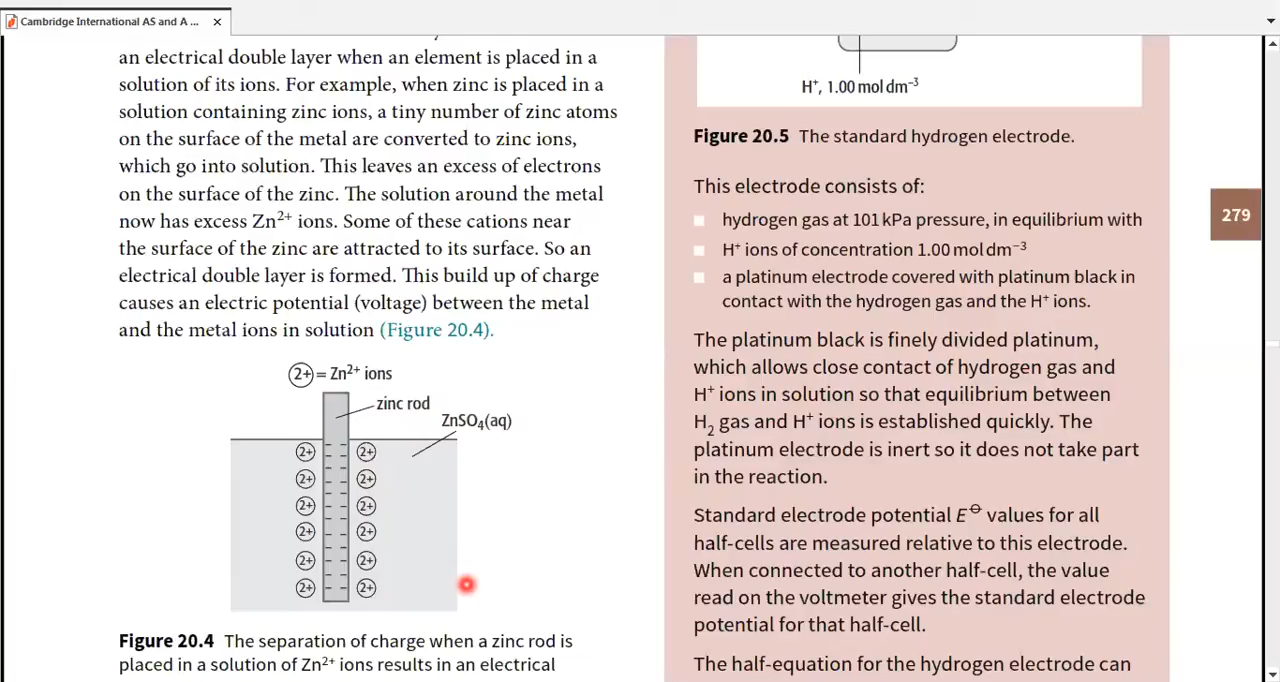 Cambridge International AS and A ...
an electrical double layer when an element is placed in a
solution of its ions. For example, when zinc is placed in a
solution containing zinc ions, a tiny number of zinc atoms
on the surface of the metal are converted to zinc ions,
which go into solution. This leaves an excess of electrons
on the surface of the zinc. The solution around the metal
now has excess Zn²⁺ ions. Some of these cations near
the surface of the zinc are attracted to its surface. So an
electrical double layer is formed. This build up of charge
causes an electric potential (voltage) between the metal
and the metal ions in solution (Figure 20.4).
2+ = Zn²⁺ ions
zinc rod
ZnSO₄(aq)
2+ 2+
2+ 2+
2+ 2+
2+ 2+
2+ 2+
2+ 2+
Figure 20.4 The separation of charge when a zinc rod is
placed in a solution of Zn²⁺ ions results in an electrical
H⁺, 1.00 mol dm⁻³
Figure 20.5 The standard hydrogen electrode.
This electrode consists of:
hydrogen gas at 101 kPa pressure, in equilibrium with
H⁺ ions of concentration 1.00 mol dm⁻³
a platinum electrode covered with platinum black in
contact with the hydrogen gas and the H⁺ ions.
The platinum black is finely divided platinum,
which allows close contact of hydrogen gas and
H⁺ ions in solution so that equilibrium between
H₂ gas and H⁺ ions is established quickly. The
platinum electrode is inert so it does not take part
in the reaction.
Standard electrode potential E⦵ values for all
half-cells are measured relative to this electrode.
When connected to another half-cell, the value
read on the voltmeter gives the standard electrode
potential for that half-cell.
The half-equation for the hydrogen electrode can
279